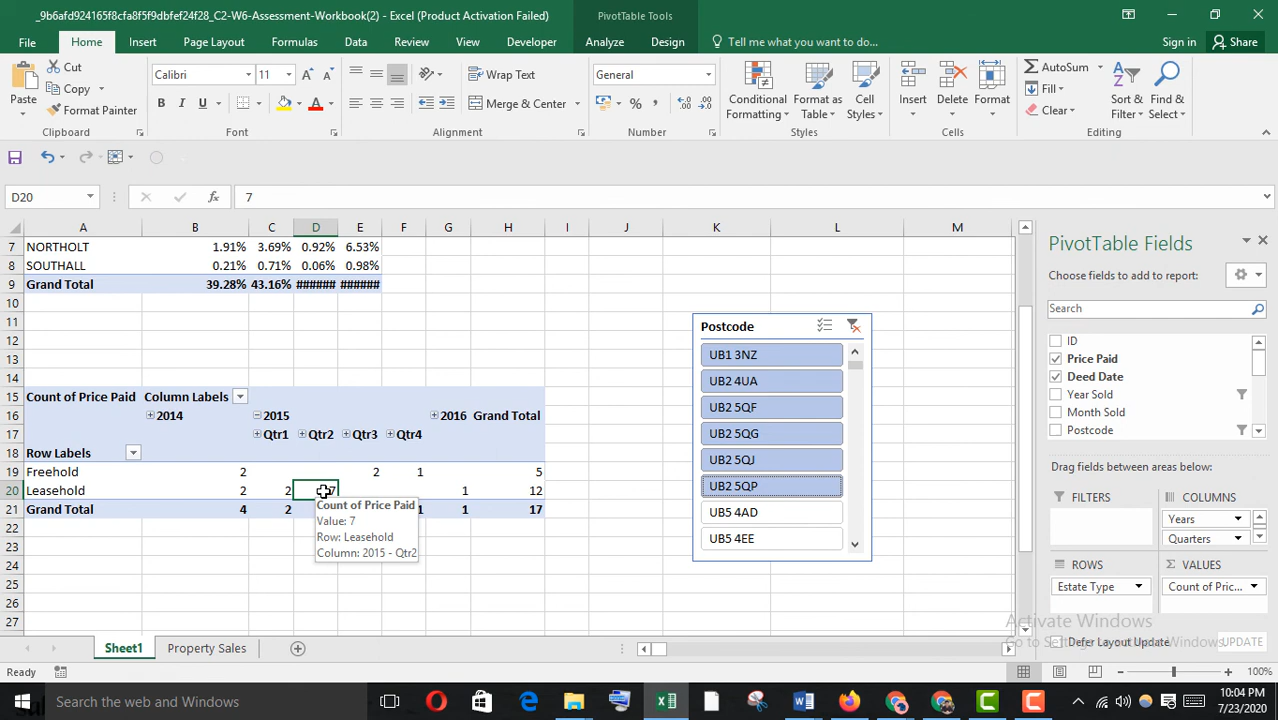 _9b6afd924165f8cfa8f5f9dbfef24f28_C2-W6-Assessment-Workbook(2) - Excel (Product Activation Failed)
PivotTable Tools
File Home Insert Page Layout Formulas Data Review View Developer Analyze Design Tell me what you want to do... Sign in Share
Paste
Cut
Copy
Format Painter
Calibri 11
B I U
Wrap Text
Merge & Center
General
Conditional Formatting
Format as Table
Cell Styles
Insert
Delete
Format
AutoSum
Fill
Clear
Sort & Filter
Find & Select
Clipboard Font Alignment Number Styles Cells Editing
D20 7
A B C D E F G H I J K L M
7 NORTHOLT 1.91% 3.69% 0.92% 6.53%
8 SOUTHALL 0.21% 0.71% 0.06% 0.98%
9 Grand Total 39.28% 43.16% ###### ######
10
11
12
13
14
15 Count of Price Paid Column Labels
16 2014 2015 2016 Grand Total
17 Qtr1 Qtr2 Qtr3 Qtr4
18 Row Labels
19 Freehold 2 2 1 5
20 Leasehold 2 2 7 1 12
21 Grand Total 4 2 1 1 17
22
23
24
25
26
27
Count of Price Paid
Value: 7
Row: Leasehold
Column: 2015 - Qtr2
Postcode
UB1 3NZ
UB2 4UA
UB2 5QF
UB2 5QG
UB2 5QJ
UB2 5QP
UB5 4AD
UB5 4EE
PivotTable Fields
Choose fields to add to report:
Search
ID
Price Paid
Deed Date
Year Sold
Month Sold
Postcode
Drag fields between areas below:
FILTERS
COLUMNS
Years
Quarters
ROWS
Estate Type
VALUES
Count of Pric...
Activate Windows
Go to Settings to activate Windows.
Defer Layout Update
UPDATE
Sheet1 Property Sales
Ready
100%
Search the web and Windows
10:04 PM
7/23/2020